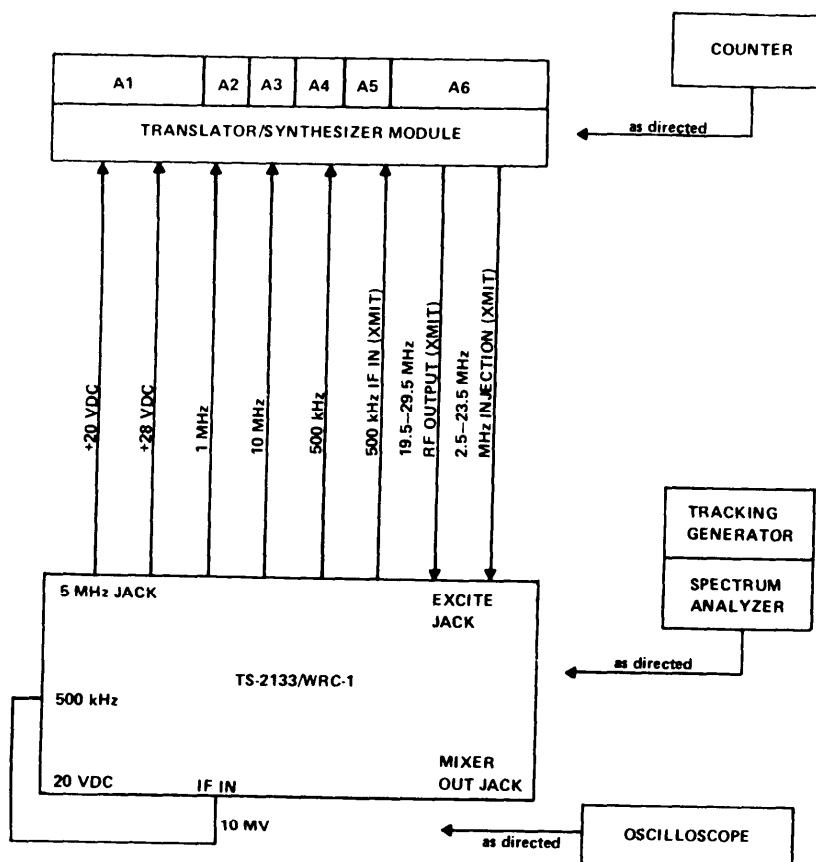 COUNTER
A1 A2 A3 A4 A5 A6
TRANSLATOR/SYNTHESIZER MODULE
as directed
+20 VDC
+28 VDC
1 MHz
10 MHz
500 kHz
500 kHz IF IN (XMIT)
19.5–29.5 MHz
RF OUTPUT (XMIT)
2.5–23.5 MHz
MHz INJECTION (XMIT)
TRACKING
GENERATOR
SPECTRUM
ANALYZER
as directed
5 MHz JACK
EXCITE
JACK
TS-2133/WRC-1
500 kHz
MIXER
OUT JACK
20 VDC
IF IN
10 MV
as directed
OSCILLOSCOPE